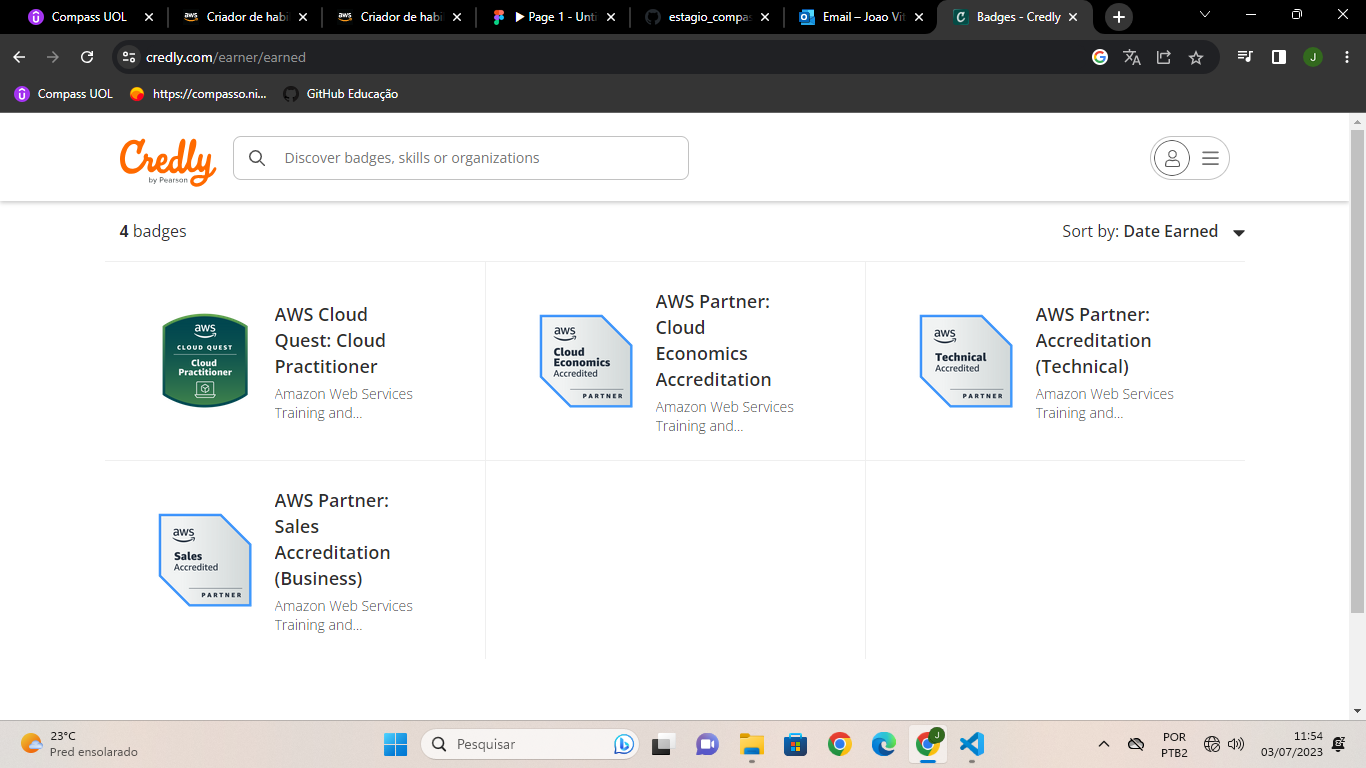 Compass UOL
Criador de habi
Criador de habi
▶ Page 1 - Unti
estagio_compas
Email – Joao Vit
Badges - Credly
credly.com/earner/earned
J
Compass UOL
https://compasso.ni...
GitHub Educação
Credly
by Pearson
Discover badges, skills or organizations
4 badges
Sort by: Date Earned
aws
CLOUD QUEST
Cloud
Practitioner
AWS Cloud
Quest: Cloud
Practitioner
Amazon Web Services
Training and...
aws
Cloud
Economics
Accredited
PARTNER
AWS Partner:
Cloud
Economics
Accreditation
Amazon Web Services
Training and...
aws
Technical
Accredited
PARTNER
AWS Partner:
Accreditation
(Technical)
Amazon Web Services
Training and...
aws
Sales
Accredited
PARTNER
AWS Partner:
Sales
Accreditation
(Business)
Amazon Web Services
Training and...
23°C
Pred ensolarado
Pesquisar
J
POR
PTB2
11:54
03/07/2023